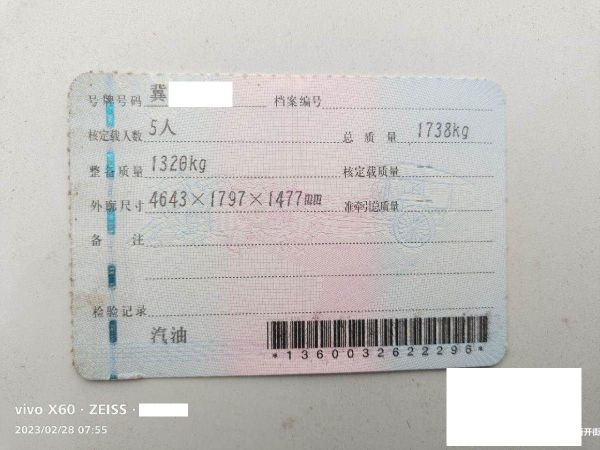 号牌号码 冀 档案编号
核定载人数 5人 总质量 1738kg
整备质量 1320kg 核定载质量
外廓尺寸 4643×1797×1477mm 准牵引总质量
备注
检验记录
汽油
*1360032622296*
vivo X60 · ZEISS ·
2023/02/28 07:55
新开街